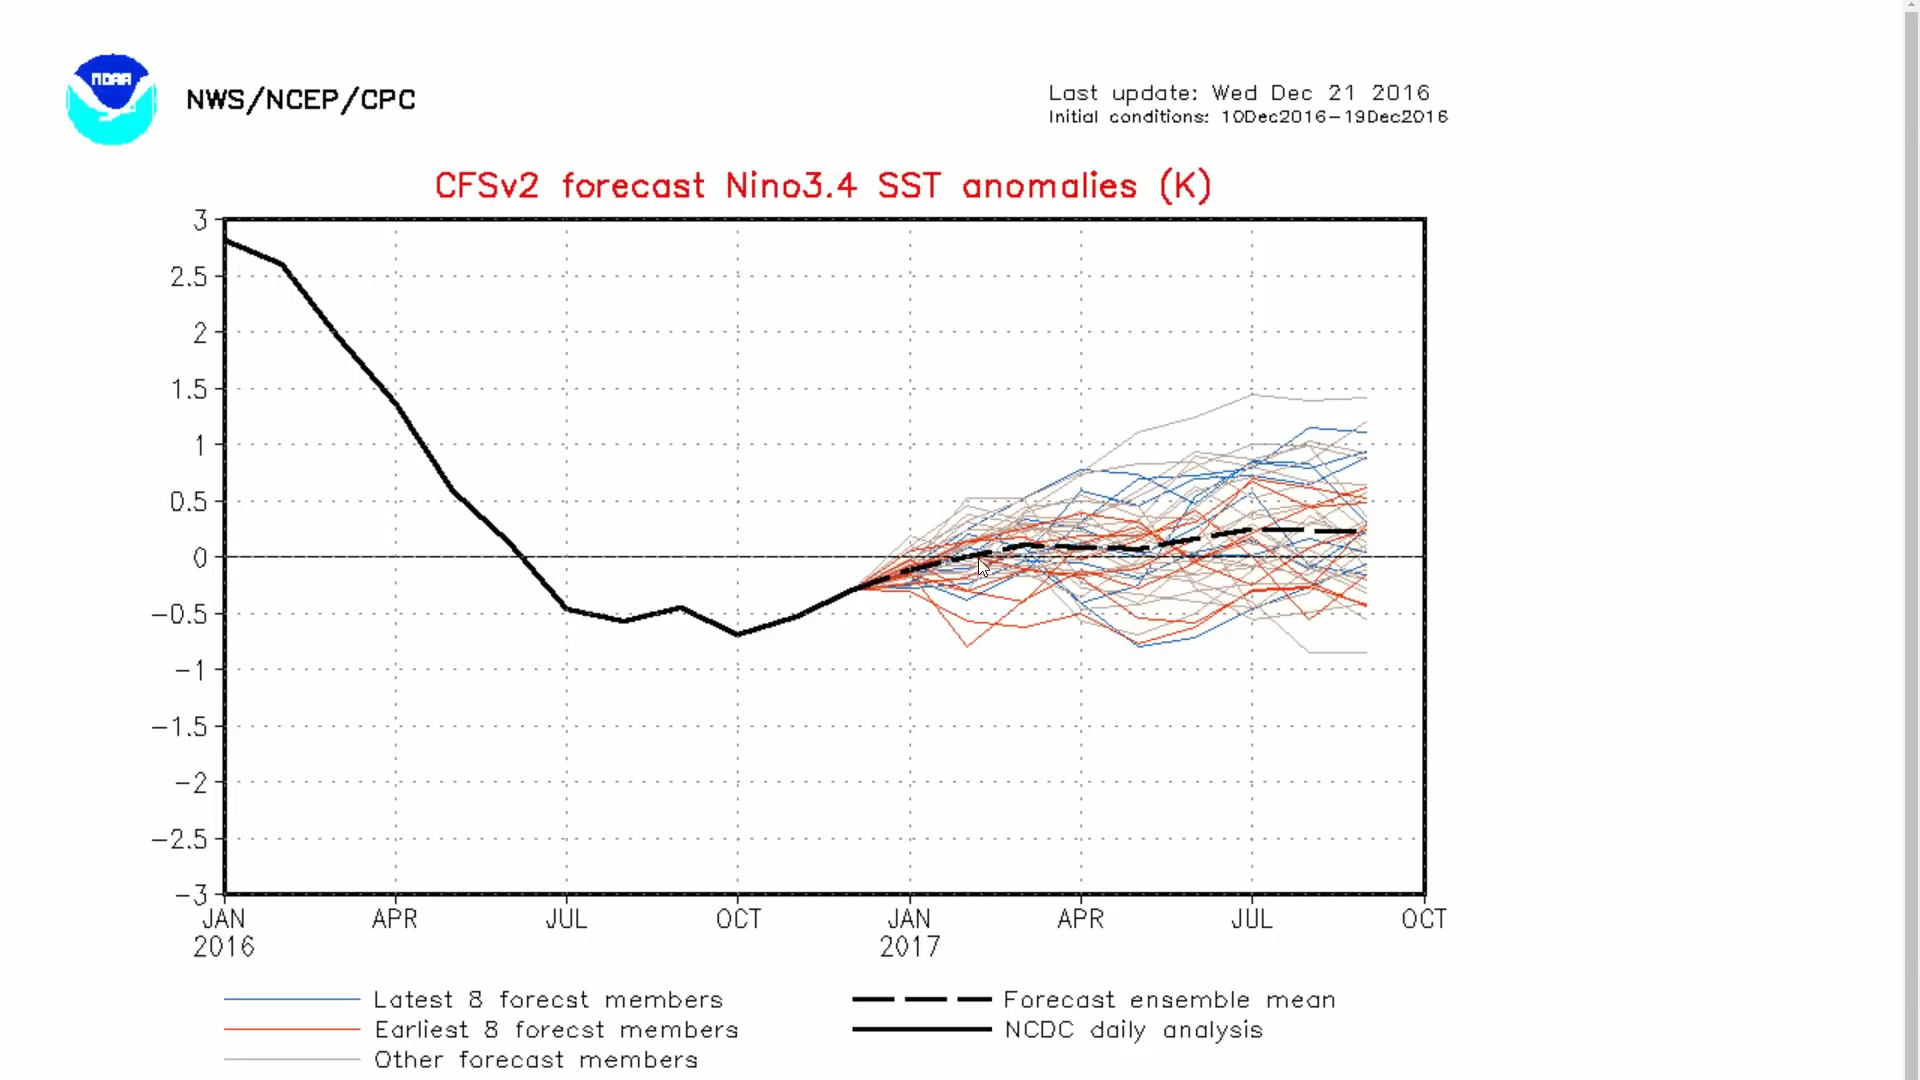 NOAA
NWS/NCEP/CPC
Last update: Wed Dec 21 2016
Initial conditions: 10Dec2016-19Dec2016
CFSv2 forecast Nino3.4 SST anomalies (K)
3
2.5
2
1.5
1
0.5
0
-0.5
-1
-1.5
-2
-2.5
-3
JAN APR JUL OCT JAN APR JUL OCT
2016 2017
Latest 8 forecst members
Earliest 8 forecst members
Other forecast members
Forecast ensemble mean
NCDC daily analysis